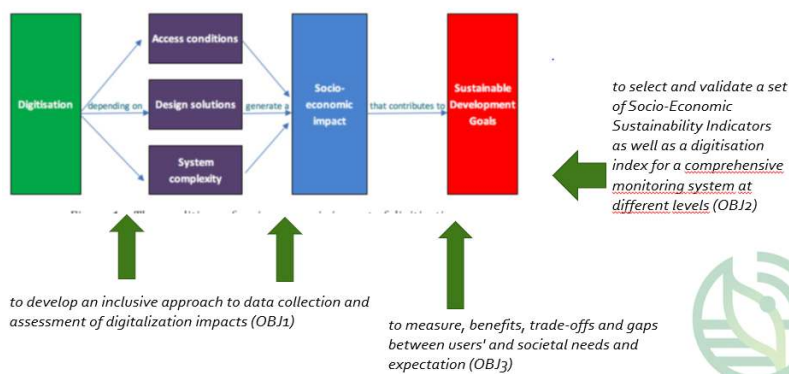 Access conditions
Digitisation
depending on
Design solutions
generate a
Socio-
economic
impact
that contributes to
Sustainable
Development
Goals
System
complexity
to select and validate a set
of Socio-Economic
Sustainability Indicators
as well as a digitisation
index for a comprehensive
monitoring system at
different levels (OBJ2)
to develop an inclusive approach to data collection and
assessment of digitalization impacts (OBJ1)
to measure, benefits, trade-offs and gaps
between users' and societal needs and
expectation (OBJ3)